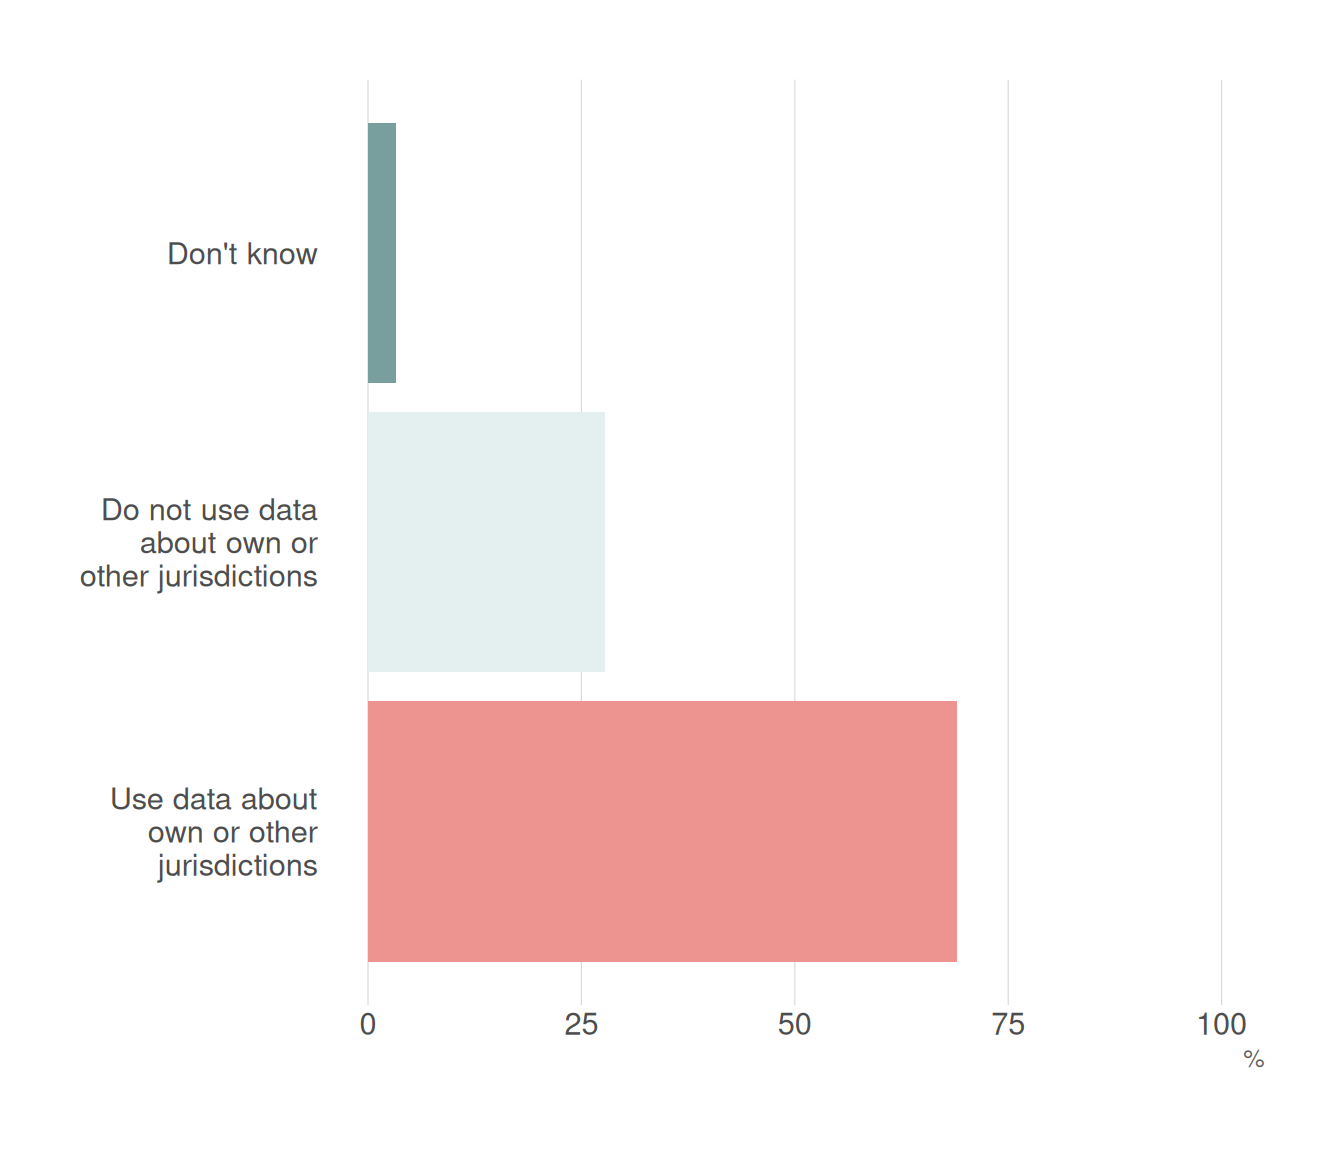 Don't know
Do not use data
about own or
other jurisdictions
Use data about
own or other
jurisdictions
0 25 50 75 100
%